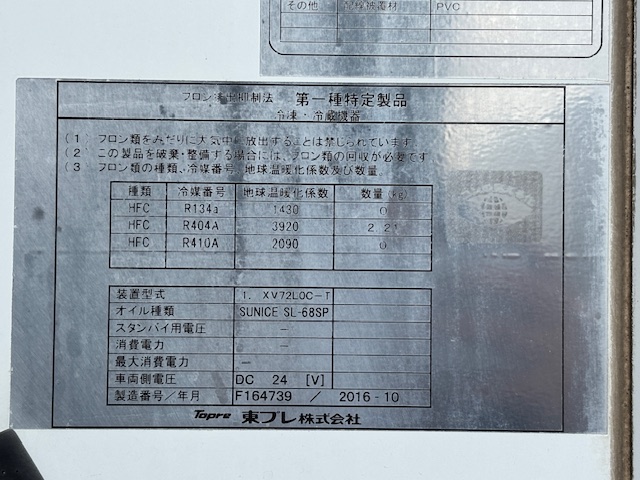 その他 配線被覆材 PVC
フロン排出抑制法 第一種特定製品
冷凍・冷蔵機器
(1 フロン類をみだりに大気中に放出することは禁じられています
(2 この製品を破棄・整備する場合には、フロン類の回収が必要です
(3 フロン類の種類、冷媒番号、地球温暖化係数及び数量
種類 冷媒番号 地球温暖化係数 数量(kg)
HFC R134a 1430 0
HFC R404A 3920 2.21
HFC R410A 2090 0
装置型式 1. XV72LOC-T
オイル種類 SUNICE SL-68SP
スタンバイ用電圧 －
消費電力 －
最大消費電力 －
車両側電圧 DC 24 [V]
製造番号／年月 F164739 ／ 2016-10
Topre 東プレ株式会社